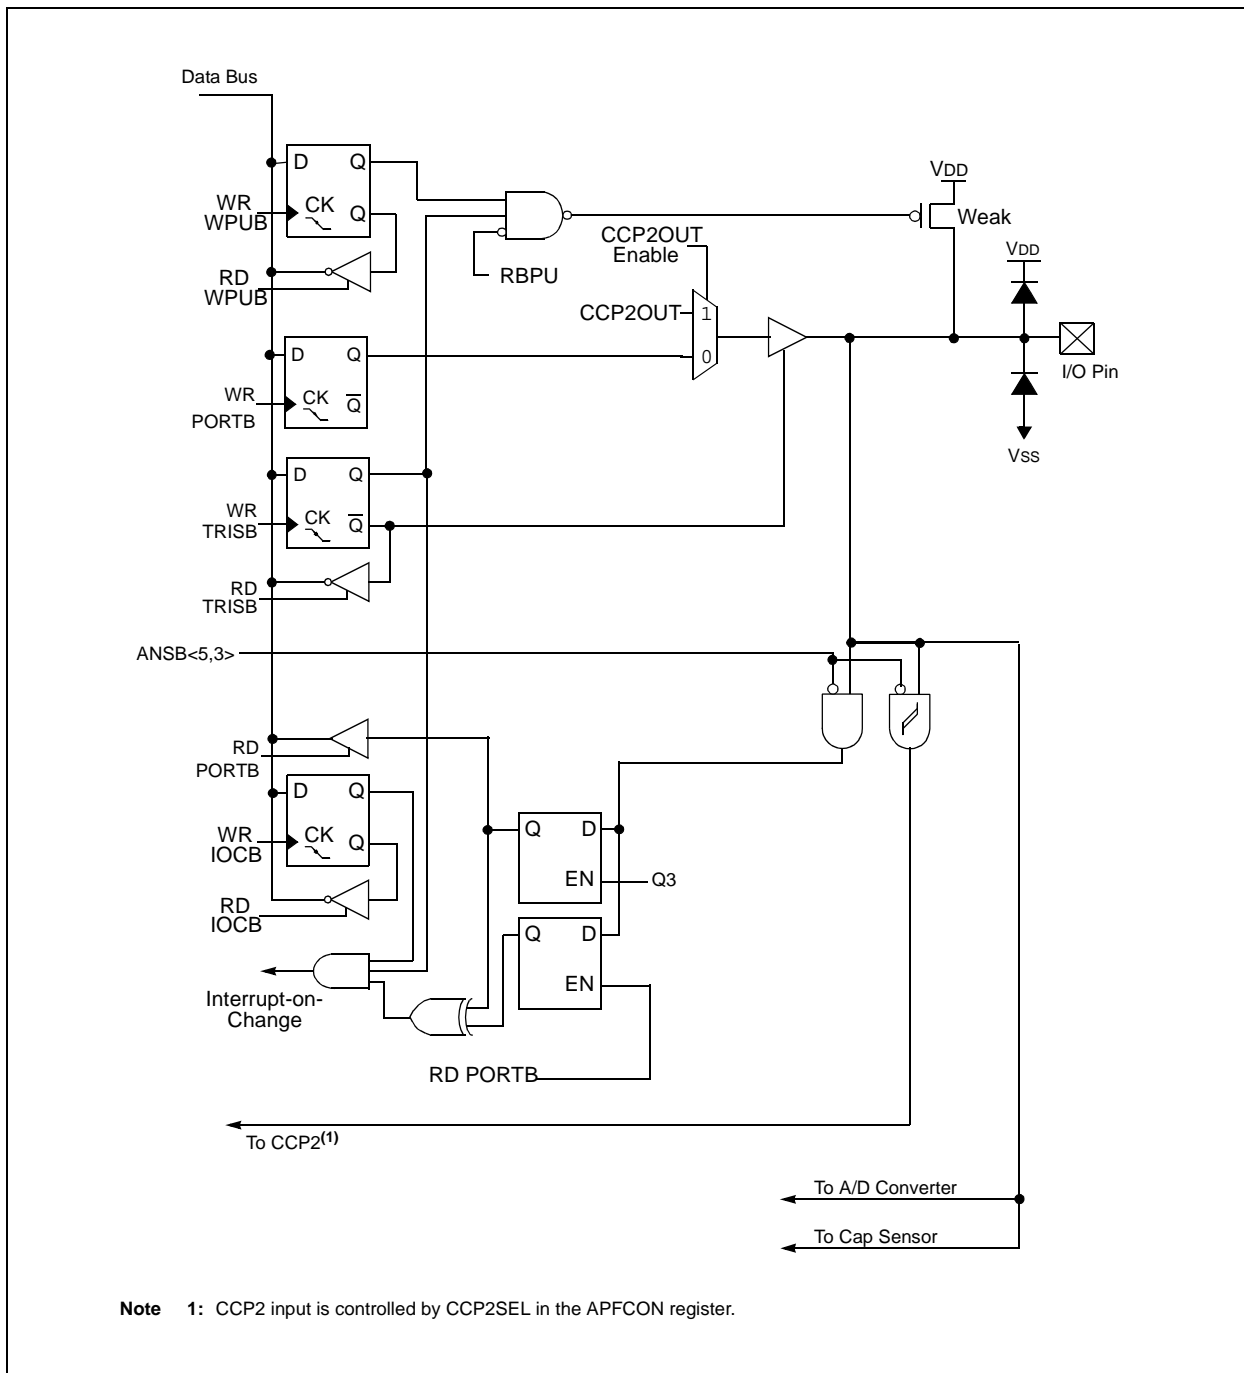 Data Bus
D Q
WR
WPUB
CK Q
RD
WPUB
RBPU
CCP2OUT
Enable
CCP2OUT
1
0
VDD
Weak
VDD
I/O Pin
VSS
D Q
WR
PORTB
CK Q
D Q
WR
TRISB
CK Q
RD
TRISB
ANSB<5,3>
RD
PORTB
D Q
WR
IOCB
CK Q
RD
IOCB
Q D
EN
Q3
Q D
EN
Interrupt-on-
Change
RD PORTB
To CCP2(1)
To A/D Converter
To Cap Sensor
Note 1: CCP2 input is controlled by CCP2SEL in the APFCON register.